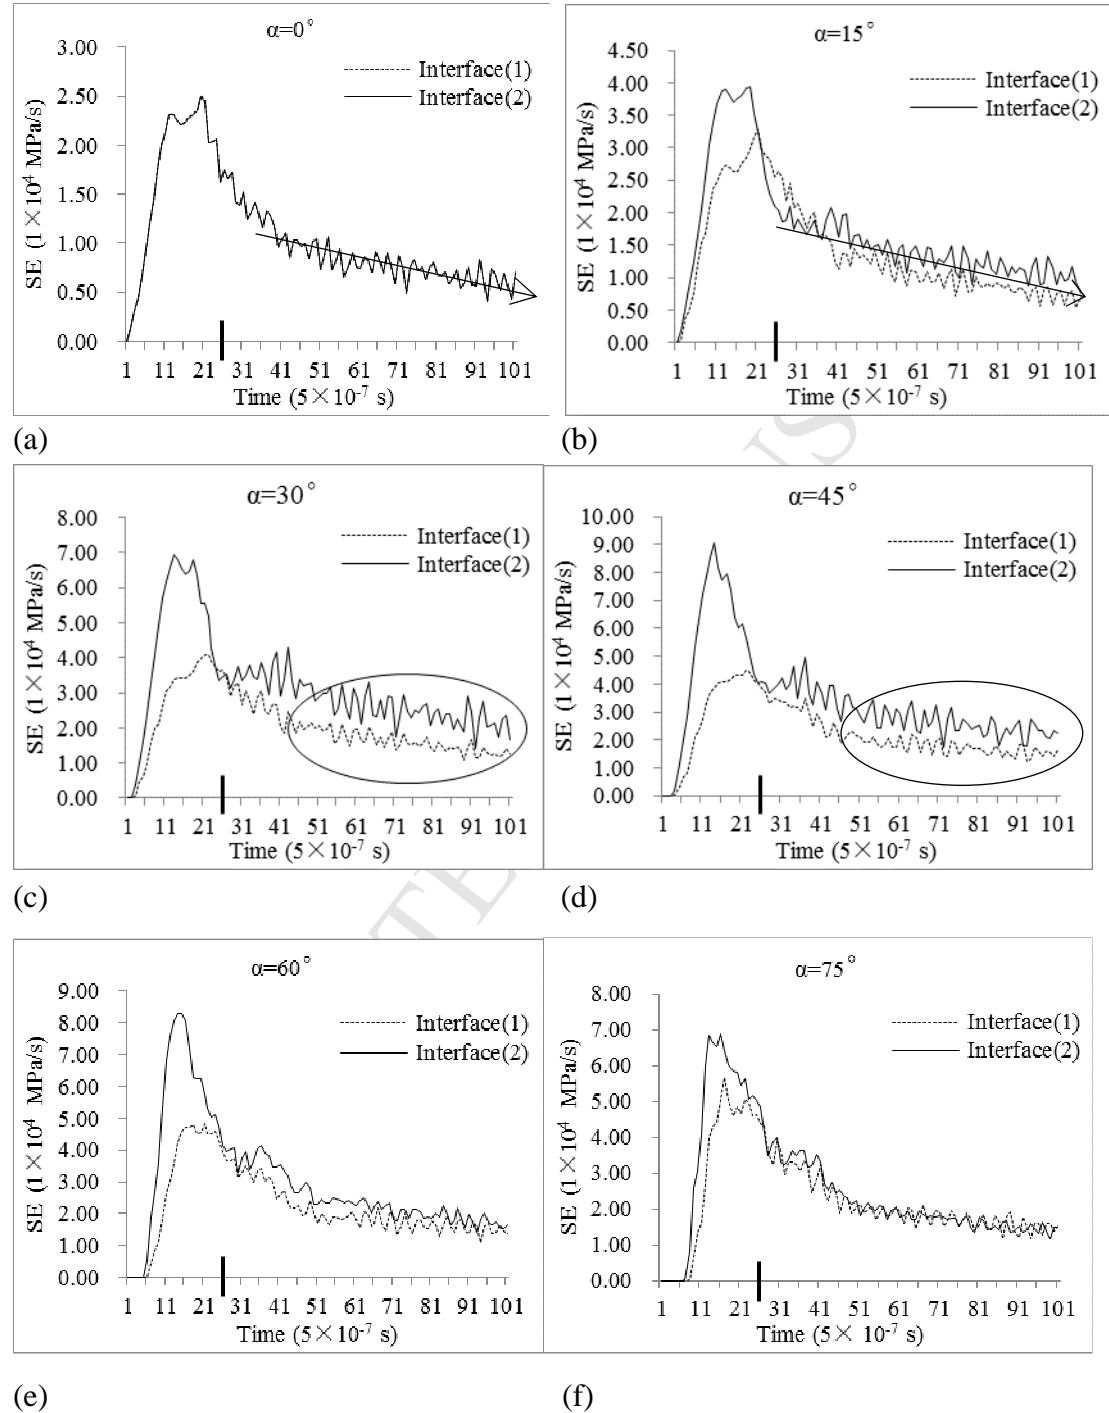 α=0°
3.00
2.50
2.00
1.50
1.00
0.50
0.00
SE (1×10⁴ MPa/s)
Interface(1)
Interface(2)
1 11 21 31 41 51 61 71 81 91 101
Time (5×10⁻⁷ s)
(a)
α=15°
4.50
4.00
3.50
3.00
2.50
2.00
1.50
1.00
0.50
0.00
SE (1×10⁴ MPa/s)
Interface(1)
Interface(2)
1 11 21 31 41 51 61 71 81 91 101
Time (5×10⁻⁷ s)
(b)
α=30°
8.00
7.00
6.00
5.00
4.00
3.00
2.00
1.00
0.00
SE (1×10⁴ MPa/s)
Interface(1)
Interface(2)
1 11 21 31 41 51 61 71 81 91 101
Time (5×10⁻⁷ s)
(c)
α=45°
10.00
9.00
8.00
7.00
6.00
5.00
4.00
3.00
2.00
1.00
0.00
SE (1×10⁴ MPa/s)
Interface(1)
Interface(2)
1 11 21 31 41 51 61 71 81 91 101
Time (5×10⁻⁷ s)
(d)
α=60°
9.00
8.00
7.00
6.00
5.00
4.00
3.00
2.00
1.00
0.00
SE (1×10⁴ MPa/s)
Interface(1)
Interface(2)
1 11 21 31 41 51 61 71 81 91 101
Time (5×10⁻⁷ s)
(e)
α=75°
8.00
7.00
6.00
5.00
4.00
3.00
2.00
1.00
0.00
SE (1×10⁴ MPa/s)
Interface(1)
Interface(2)
1 11 21 31 41 51 61 71 81 91 101
Time (5×10⁻⁷ s)
(f)